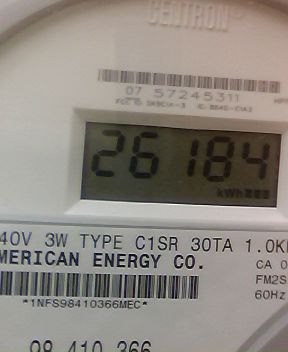 CENTRON®
07 57245311
26184
kWh
40V 3W TYPE C1SR 30TA 1.0K
MERICAN ENERGY CO.
CA 0
FM2S
60Hz
*1NFS98410366MEC*
98 410 366